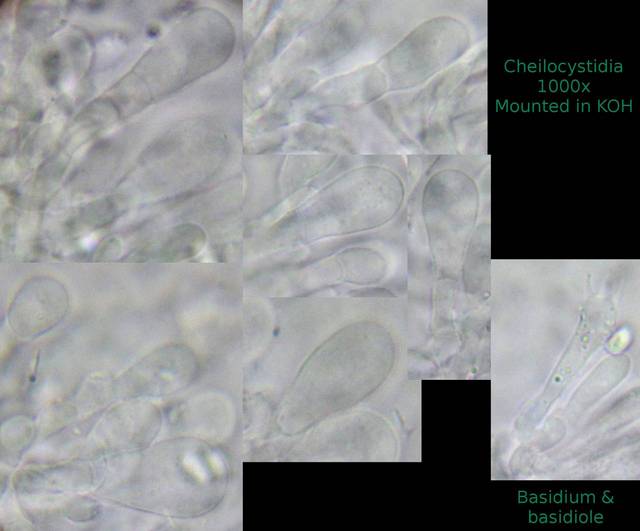 Cheilocystidia
1000x
Mounted in KOH
Basidium &
basidiole